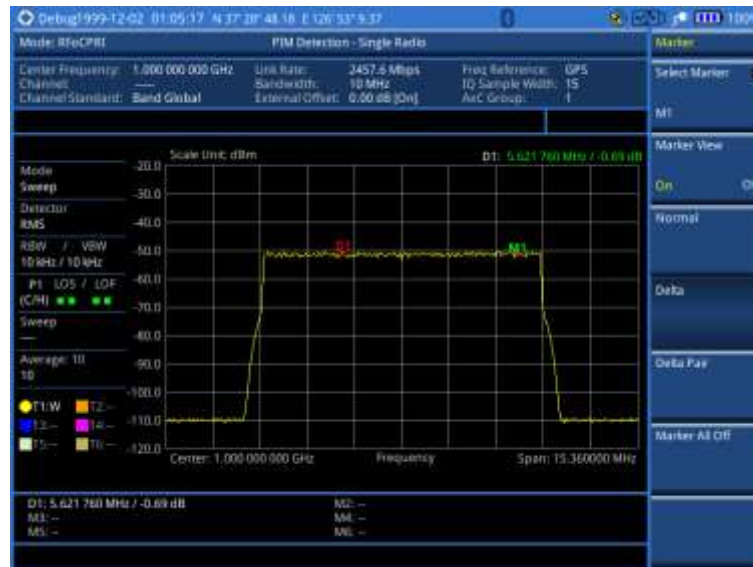 Debug1999-12-02 01:05:17 N 37° 28' 48.18 E 126° 53' 9.37
Mode: RFoCPRI
PIM Detection - Single Radio
Marker
Center Frequency: 1.000 000 000 GHz
Link Rate: 2457.6 Mbps
Freq Reference: GPS
Channel: ----
Bandwidth: 10 MHz
IQ Sample Width: 15
Channel Standard: Band Global
External Offset: 0.00 dB [On]
AxC Group: 1
Select Marker
M1
Marker View
On
Normal
Delta
Delta Pair
Marker All Off
Mode
Sweep
Detector
RMS
RBW / VBW
10 kHz / 10 kHz
P1 LOS / LOF
(C/H)
Sweep
----
Average: 10
10
T1:W T2:--
T3:-- T4:--
T5:-- T6:--
Scale Unit: dBm
D1: 5.621 760 MHz / -0.69 dB
-20.0
-30.0
-40.0
-50.0
-60.0
-70.0
-80.0
-90.0
-100.0
-110.0
-120.0
D1
M1
Center: 1.000 000 000 GHz
Frequency
Span: 15.360000 MHz
D1: 5.621 760 MHz / -0.69 dB
M2: --
M3: --
M4: --
M5: --
M6: --